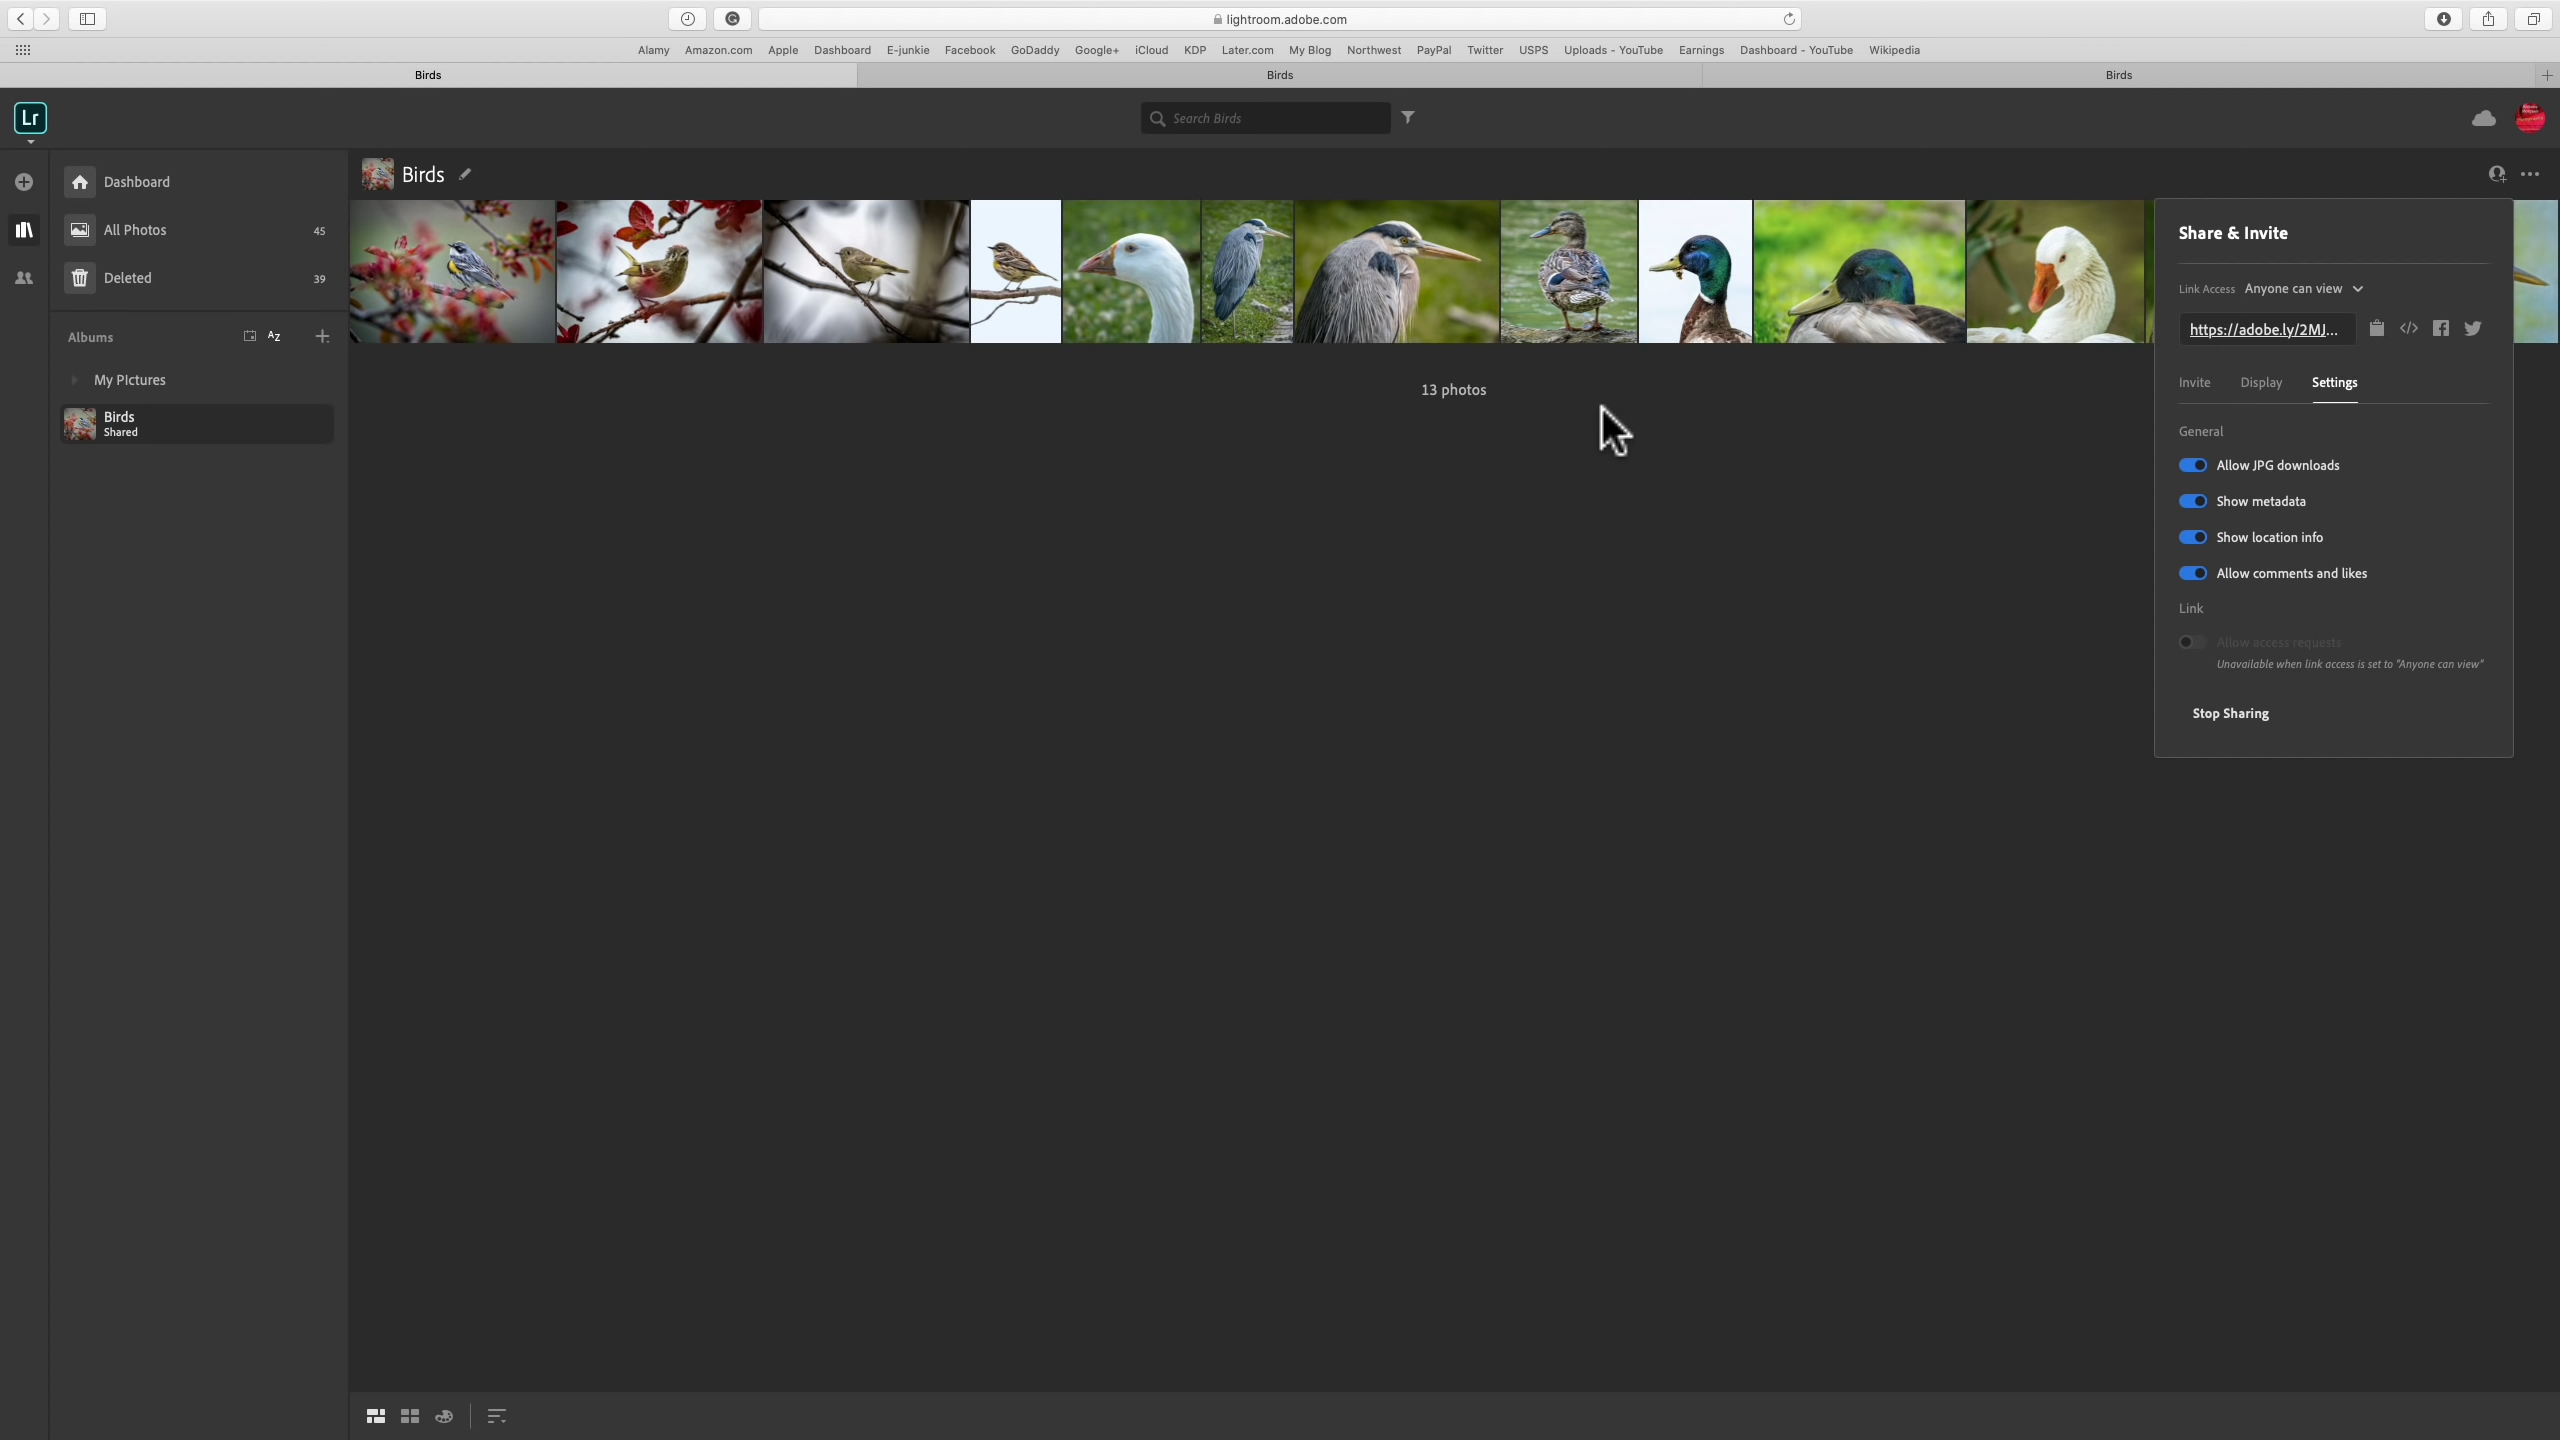 lightroom.adobe.com
Alamy Amazon.com Apple Dashboard E-junkie Facebook GoDaddy Google+ iCloud KDP Later.com My Blog Northwest PayPal Twitter USPS Uploads - YouTube Earnings Dashboard - YouTube Wikipedia
Birds Birds Birds
Lr Search Birds
Birds
Dashboard
All Photos 45
Deleted 39
Albums AZ
My PIctures
Birds
Shared
13 photos
Share & Invite
Link Access Anyone can view
https://adobe.ly/2MJ...
Invite Display Settings
General
Allow JPG downloads
Show metadata
Show location info
Allow comments and likes
Link
Allow access requests
Unavailable when link access is set to "Anyone can view"
Stop Sharing